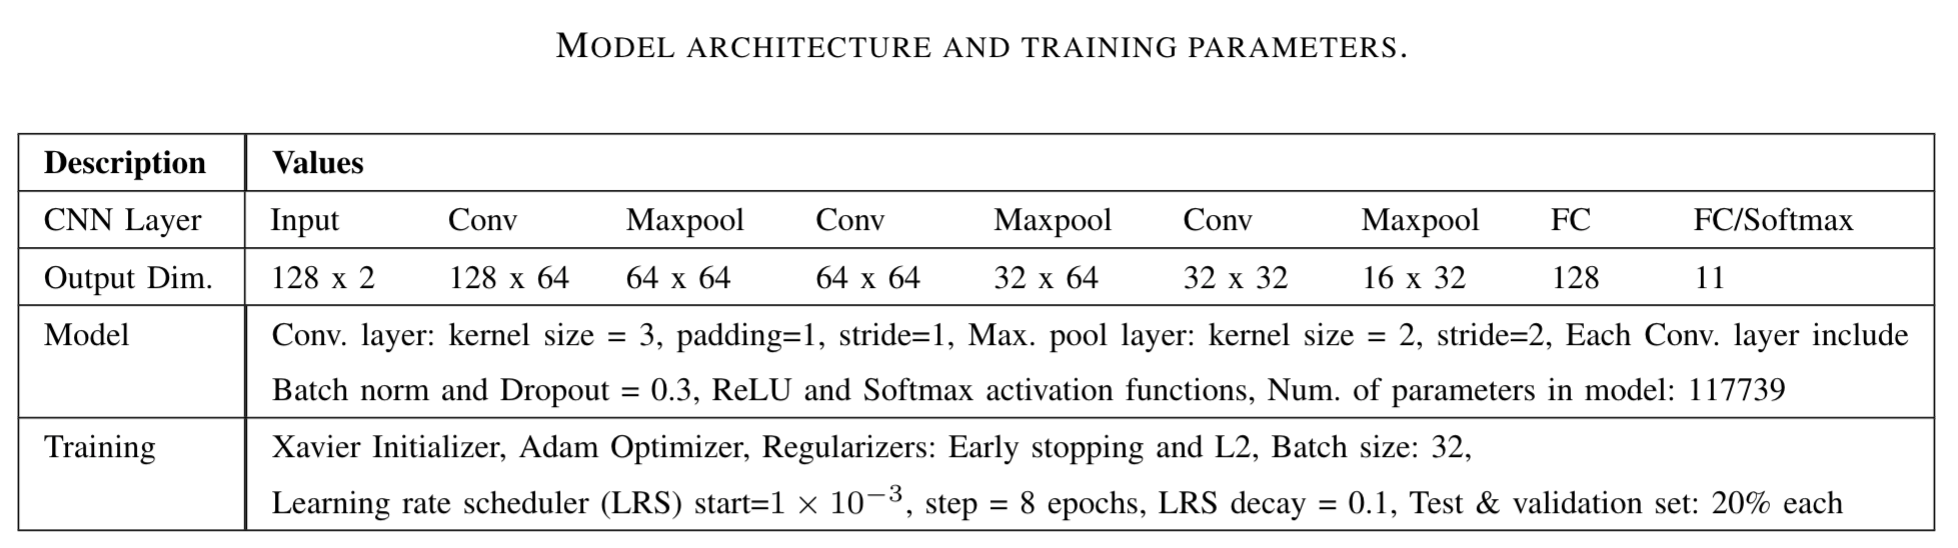 MODEL ARCHITECTURE AND TRAINING PARAMETERS.
Description Values
CNN Layer Input Conv Maxpool Conv Maxpool Conv Maxpool FC FC/Softmax
Output Dim. 128 x 2 128 x 64 64 x 64 64 x 64 32 x 64 32 x 32 16 x 32 128 11
Model Conv. layer: kernel size = 3, padding=1, stride=1, Max. pool layer: kernel size = 2, stride=2, Each Conv. layer include
Batch norm and Dropout = 0.3, ReLU and Softmax activation functions, Num. of parameters in model: 117739
Training Xavier Initializer, Adam Optimizer, Regularizers: Early stopping and L2, Batch size: 32,
Learning rate scheduler (LRS) start=1 × 10⁻³, step = 8 epochs, LRS decay = 0.1, Test & validation set: 20% each